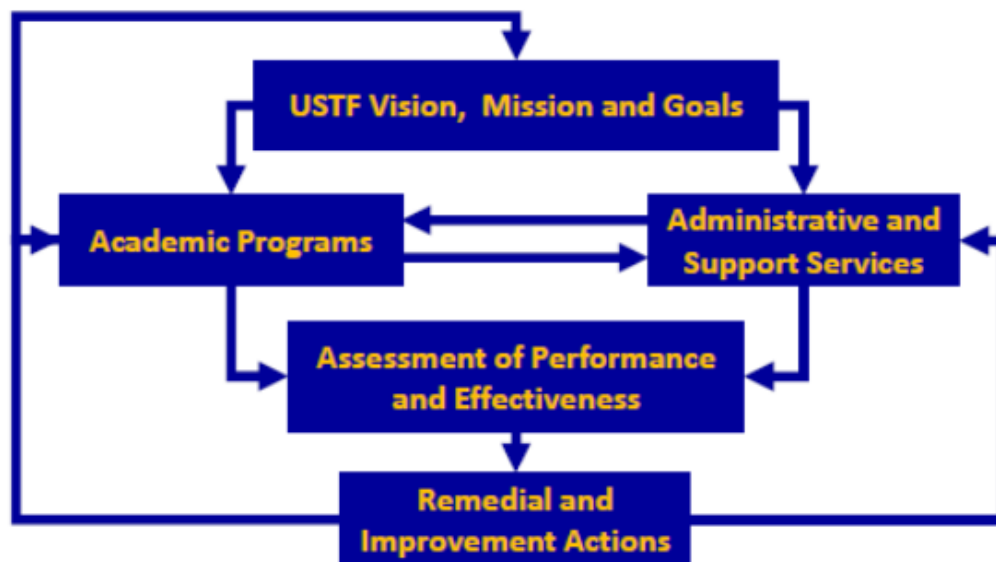 USTF Vision, Mission and Goals
Academic Programs
Administrative and
Support Services
Assessment of Performance
and Effectiveness
Remedial and
Improvement Actions